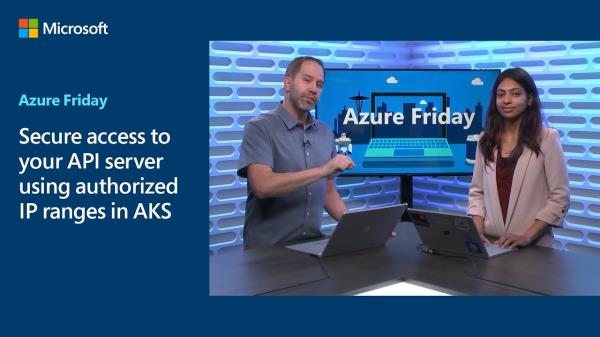 Microsoft
Azure Friday
Secure access to
your API server
using authorized
IP ranges in AKS
Azure Friday